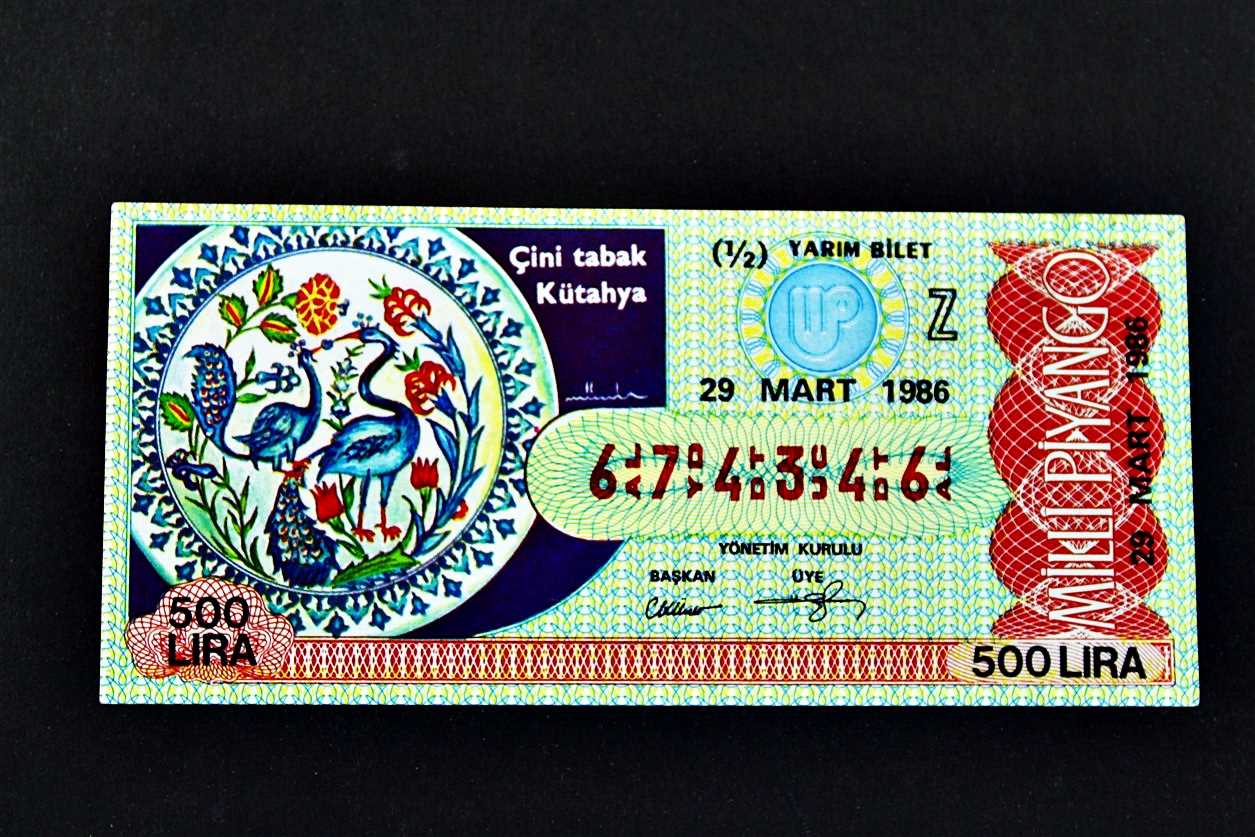 Çini tabak
Kütahya
(1/2) YARIM BİLET
Z
29 MART 1986
6 7 4 3 4 6
YÖNETİM KURULU
BAŞKAN ÜYE
500
LİRA
500 LİRA
MİLLİ PİYANGO
29 MART 1986